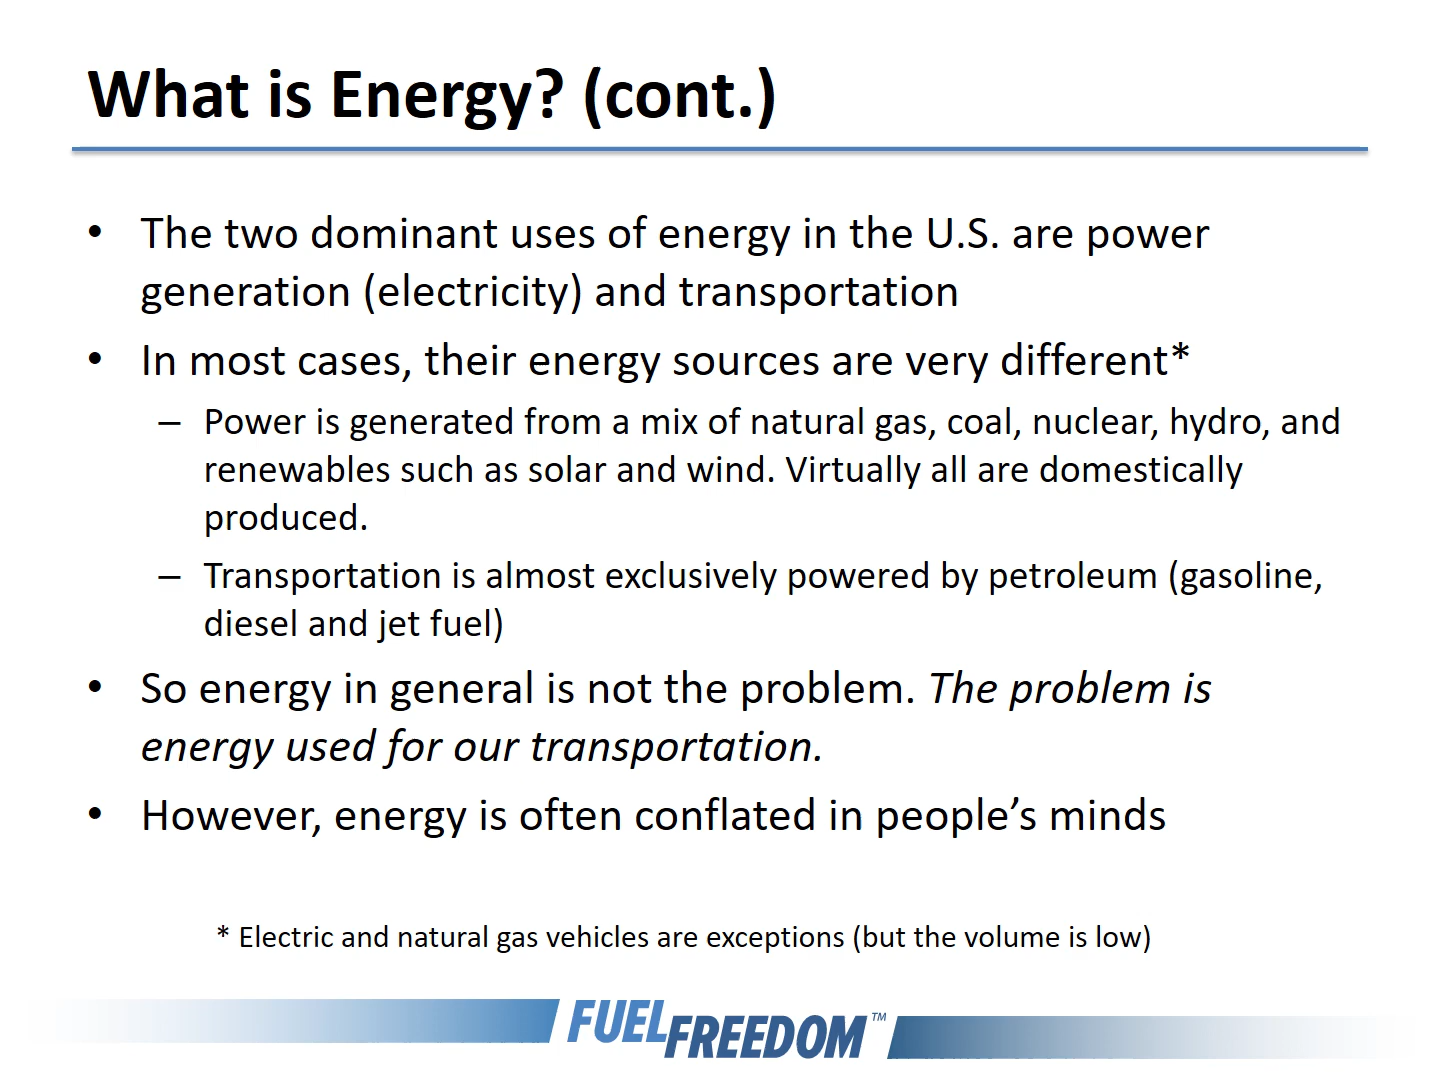 What is Energy? (cont.)
• The two dominant uses of energy in the U.S. are power
generation (electricity) and transportation
• In most cases, their energy sources are very different*
– Power is generated from a mix of natural gas, coal, nuclear, hydro, and
renewables such as solar and wind. Virtually all are domestically
produced.
– Transportation is almost exclusively powered by petroleum (gasoline,
diesel and jet fuel)
• So energy in general is not the problem. The problem is
energy used for our transportation.
• However, energy is often conflated in people’s minds
* Electric and natural gas vehicles are exceptions (but the volume is low)
FUEL FREEDOM™